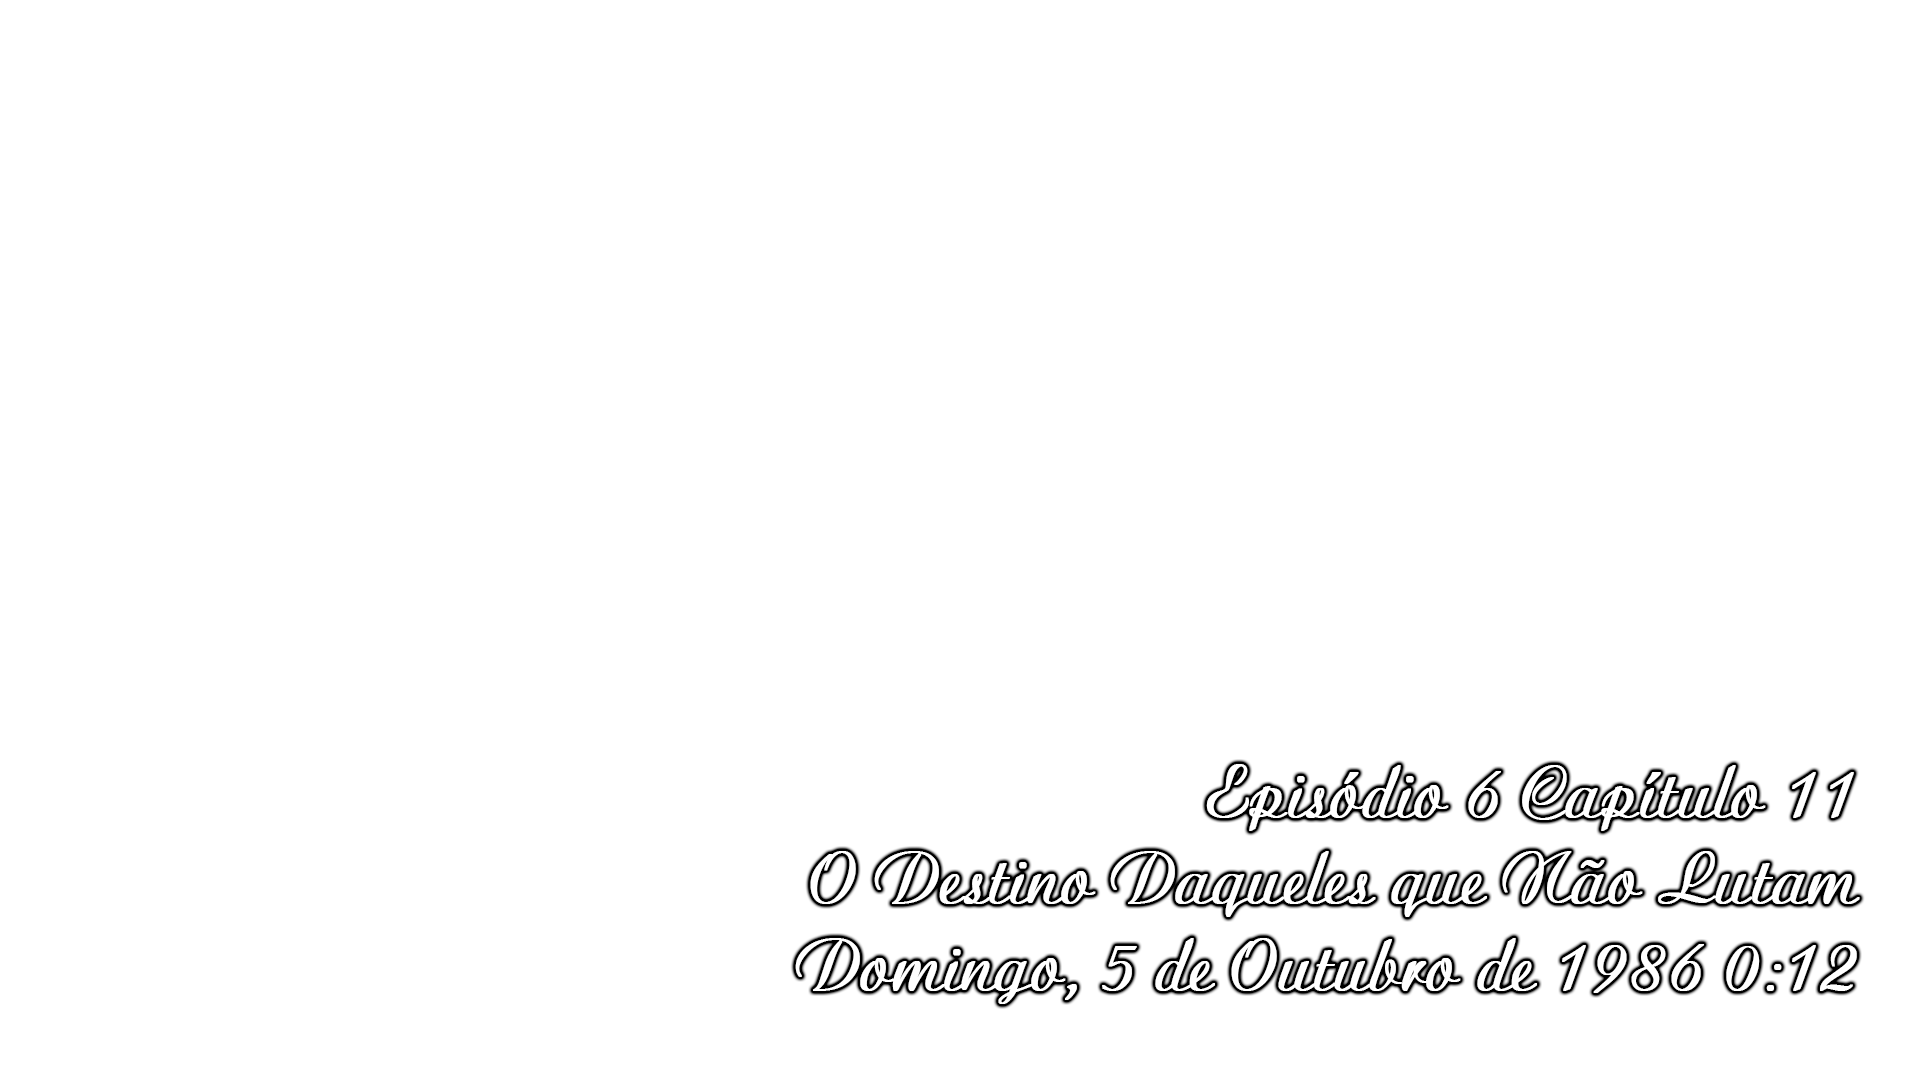 Episódio 6 Capítulo 11
O Destino Daqueles que Não Lutam
Domingo, 5 de Outubro de 1986 0:12